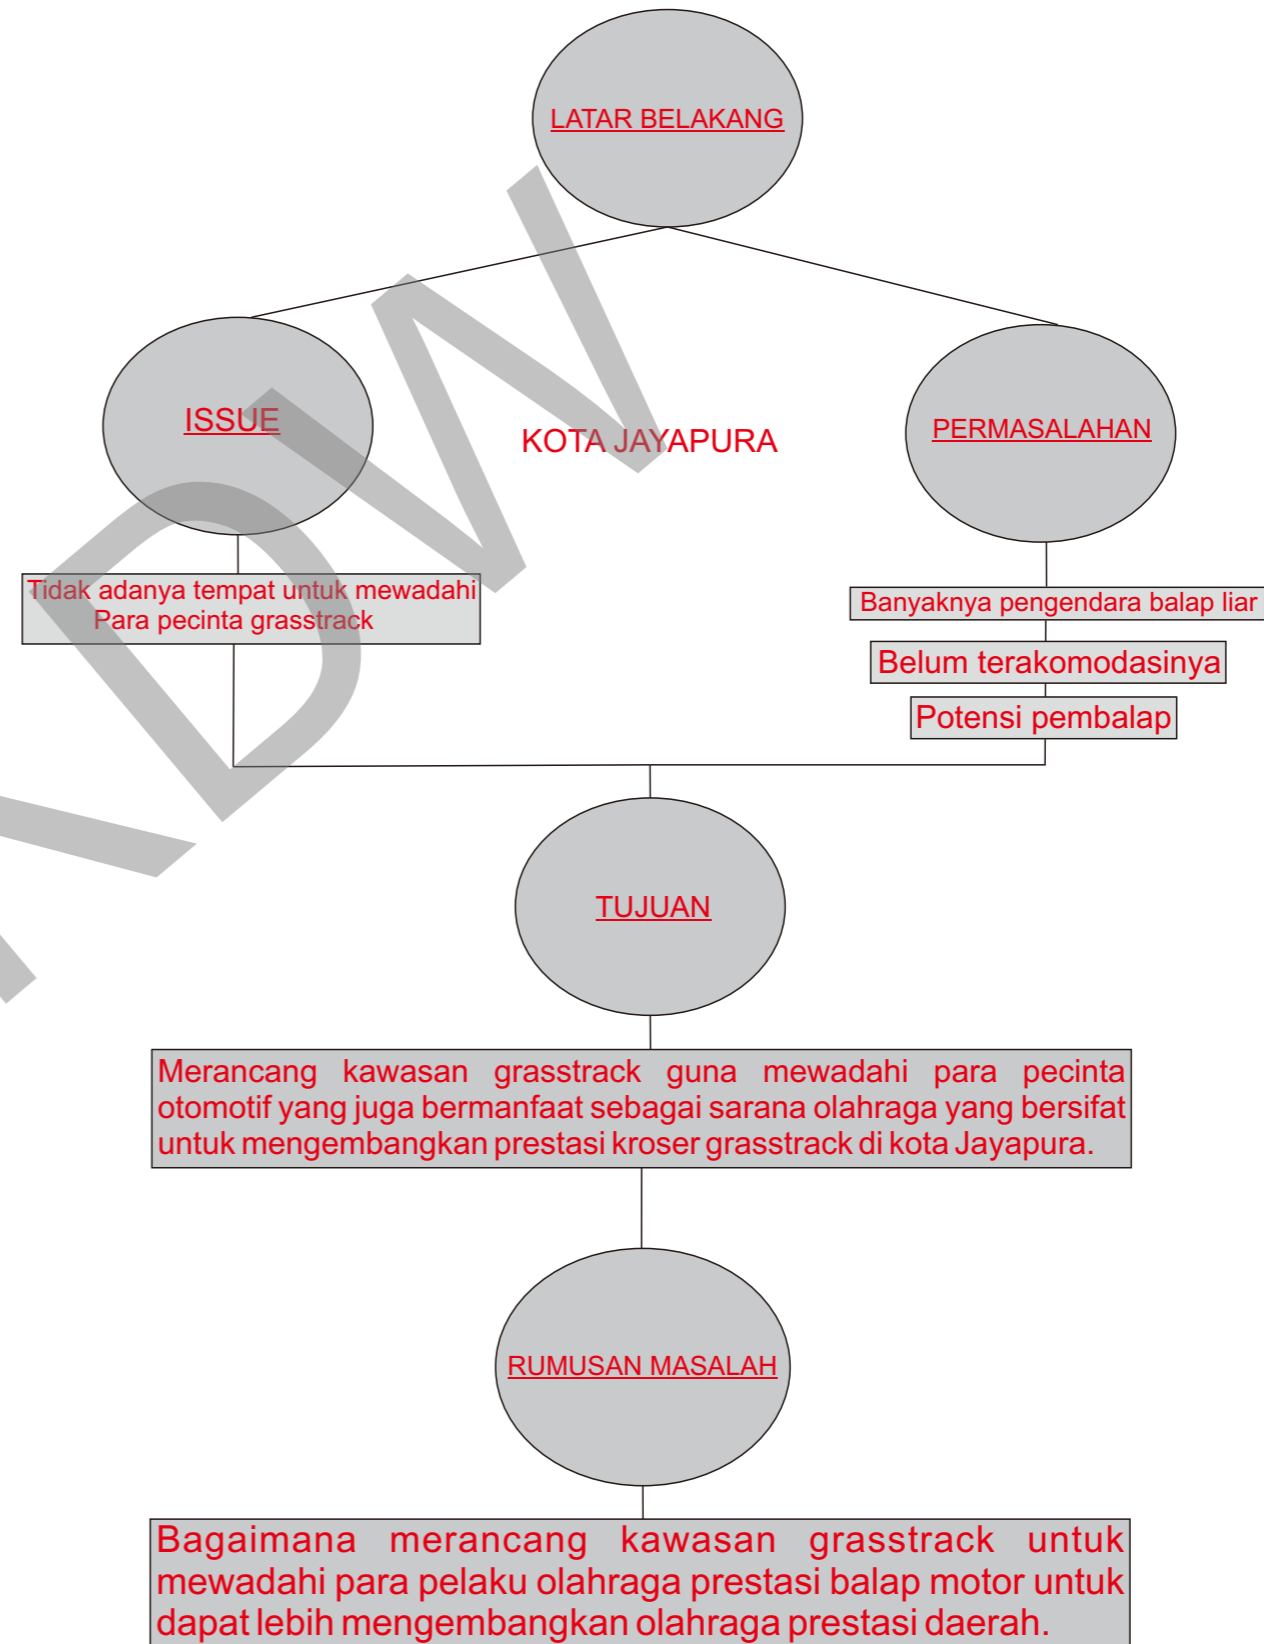 LATAR BELAKANG
ISSUE
KOTA JAYAPURA
PERMASALAHAN
Tidak adanya tempat untuk mewadahi
Para pecinta grasstrack
Banyaknya pengendara balap liar
Belum terakomodasinya
Potensi pembalap
TUJUAN
Merancang kawasan grasstrack guna mewadahi para pecinta
otomotif yang juga bermanfaat sebagai sarana olahraga yang bersifat
untuk mengembangkan prestasi kroser grasstrack di kota Jayapura.
RUMUSAN MASALAH
Bagaimana merancang kawasan grasstrack untuk
mewadahi para pelaku olahraga prestasi balap motor untuk
dapat lebih mengembangkan olahraga prestasi daerah.
DW